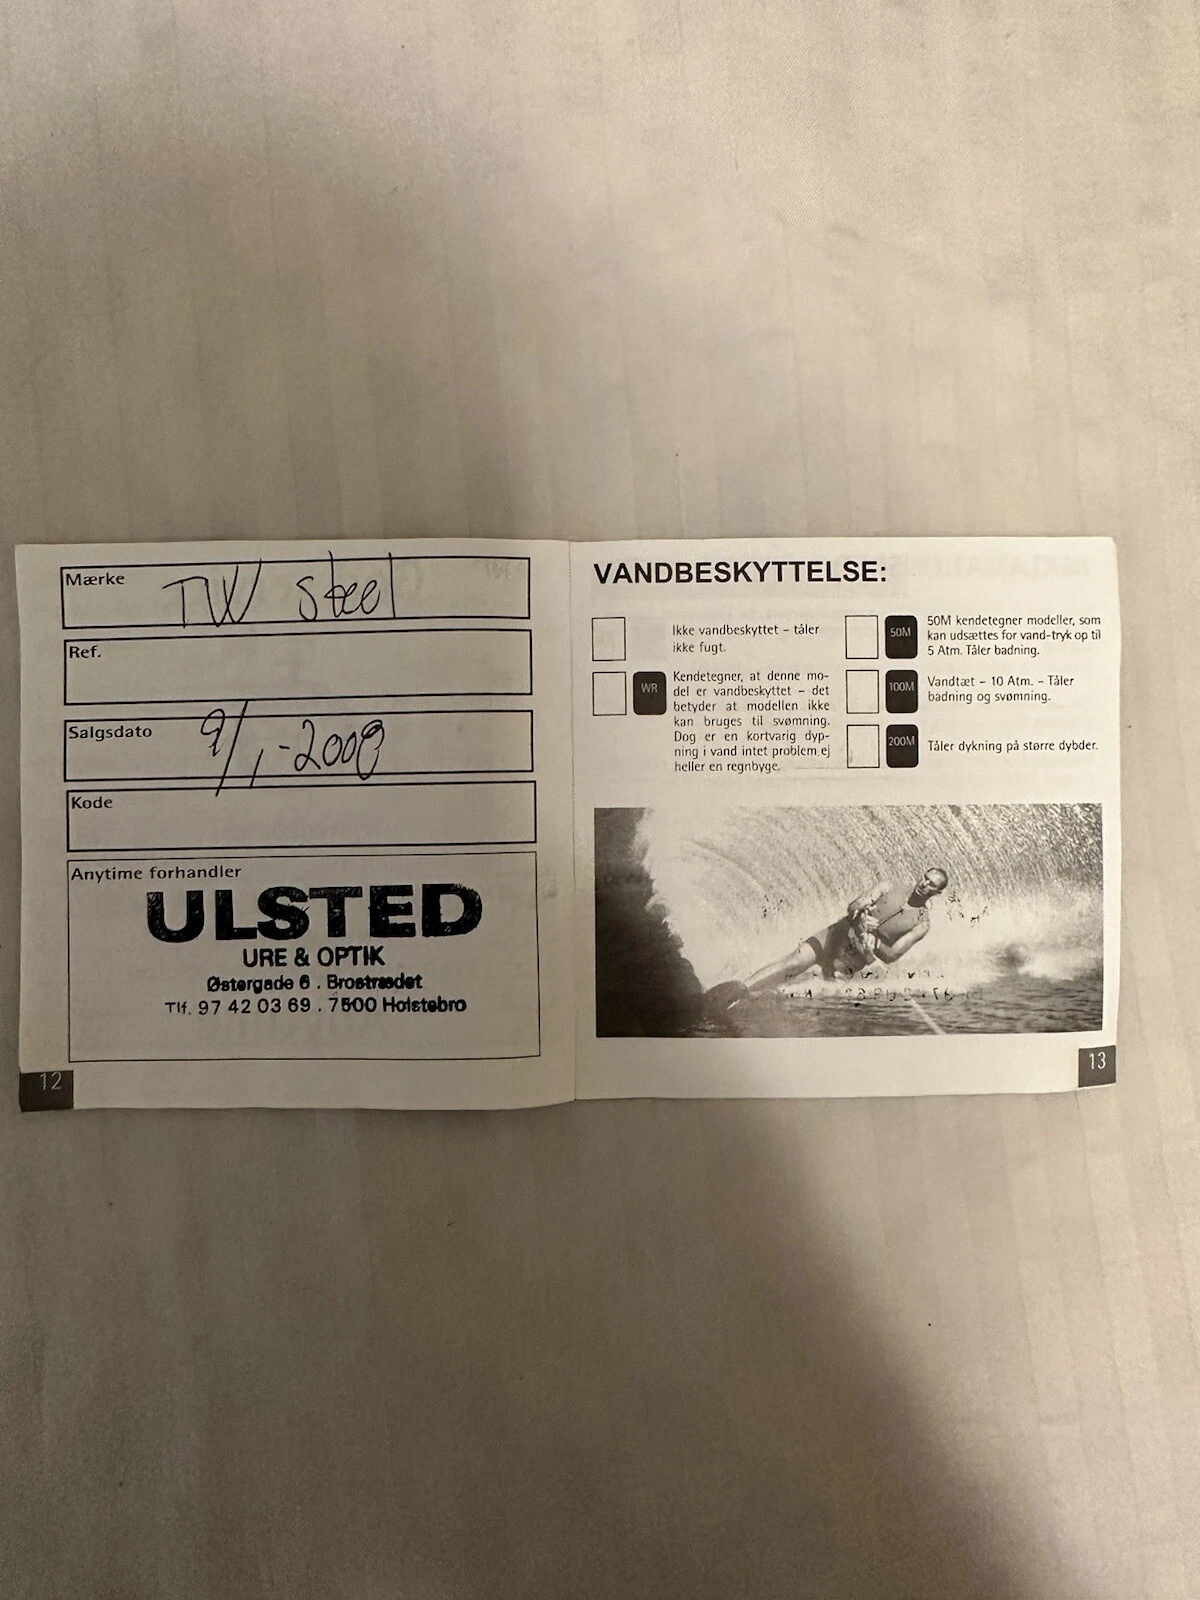 Mærke TW Steel
Ref.
Salgsdato 9/1-2008
Kode
Anytime forhandler
ULSTED
URE & OPTIK
Østergade 6 . Brostrædet
Tlf. 97 42 03 69 . 7500 Holstebro
12
VANDBESKYTTELSE:
Ikke vandbeskyttet – tåler
ikke fugt.
WR
Kendetegner, at denne mo-
del er vandbeskyttet – det
betyder at modellen ikke
kan bruges til svømning.
Dog er en kortvarig dyp-
ning i vand intet problem ej
heller en regnbyge.
50M
50M kendetegner modeller, som
kan udsættes for vand-tryk op til
5 Atm. Tåler badning.
100M
Vandtæt – 10 Atm. – Tåler
badning og svømning.
200M
Tåler dykning på større dybder.
13